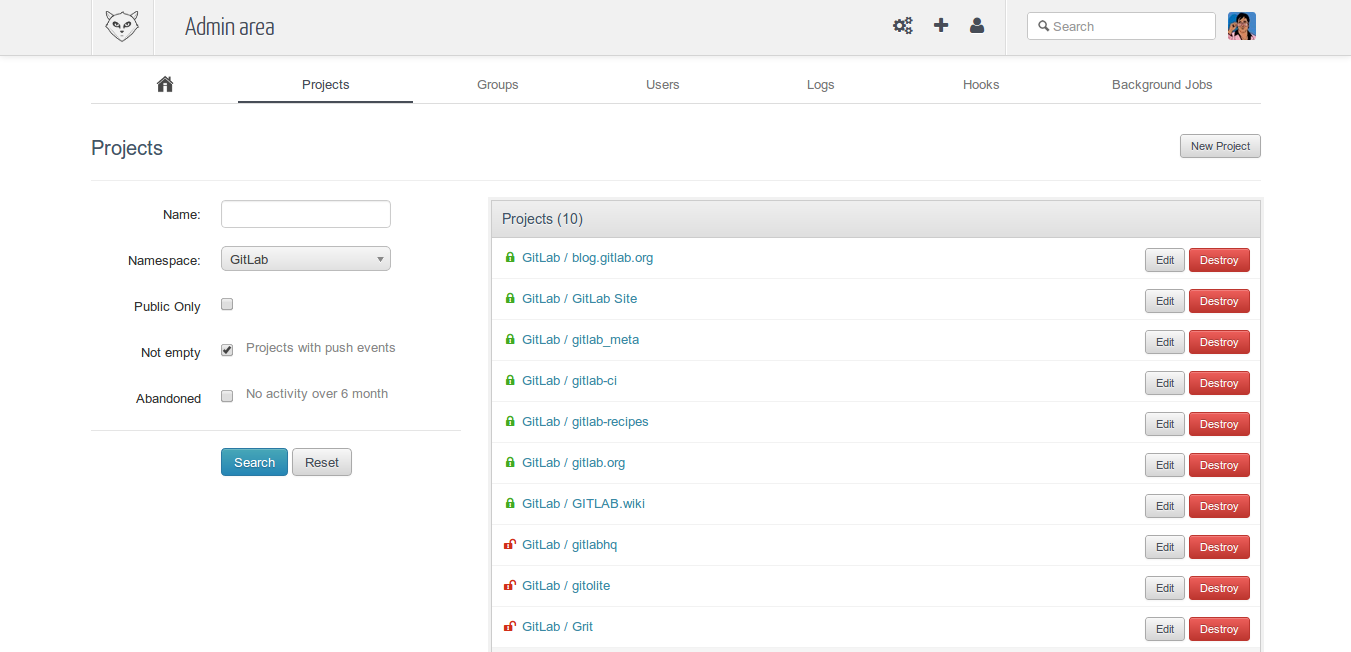 Admin area
Search
Projects Groups Users Logs Hooks Background Jobs
Projects
New Project
Name:
Namespace: GitLab
Public Only
Not empty Projects with push events
Abandoned No activity over 6 month
Search Reset
Projects (10)
GitLab / blog.gitlab.org Edit Destroy
GitLab / GitLab Site Edit Destroy
GitLab / gitlab_meta Edit Destroy
GitLab / gitlab-ci Edit Destroy
GitLab / gitlab-recipes Edit Destroy
GitLab / gitlab.org Edit Destroy
GitLab / GITLAB.wiki Edit Destroy
GitLab / gitlabhq Edit Destroy
GitLab / gitolite Edit Destroy
GitLab / Grit Edit Destroy